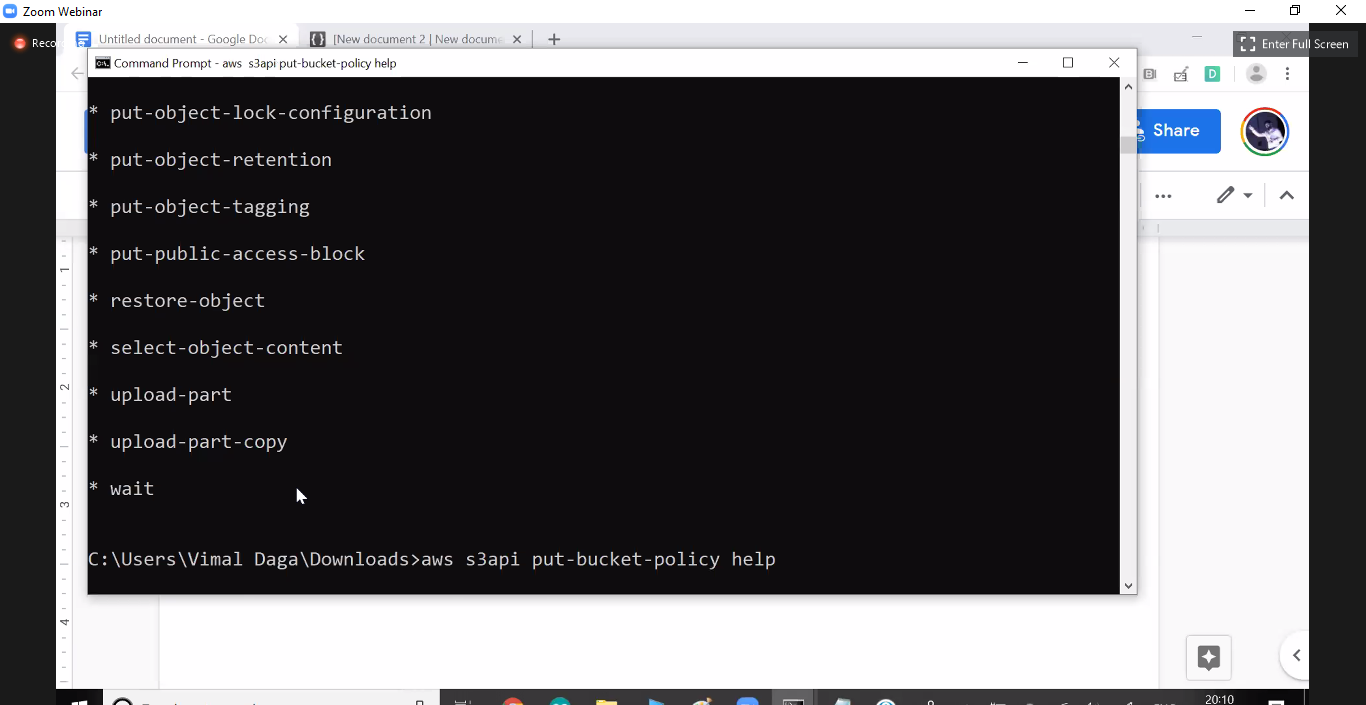 Zoom Webinar
Untitled document - Google Do
[New document 2 | New docume
Enter Full Screen
Command Prompt - aws s3api put-bucket-policy help
* put-object-lock-configuration
* put-object-retention
* put-object-tagging
* put-public-access-block
* restore-object
* select-object-content
* upload-part
* upload-part-copy
* wait
C:\Users\Vimal Daga\Downloads>aws s3api put-bucket-policy help
Share
D
1
2
3
4
20:10